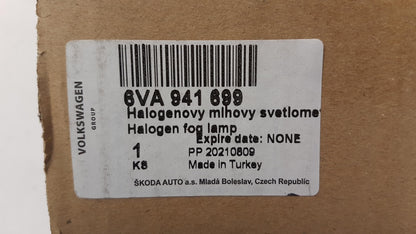 VOLKSWAGEN
GROUP
6VA 941 699
Halogenovy mlhovy svetlomet
Halogen fog lamp
Expire date: NONE
1
PP 20210609
KS
Made in Turkey
ŠKODA AUTO a.s. Mladá Boleslav, Czech Republic